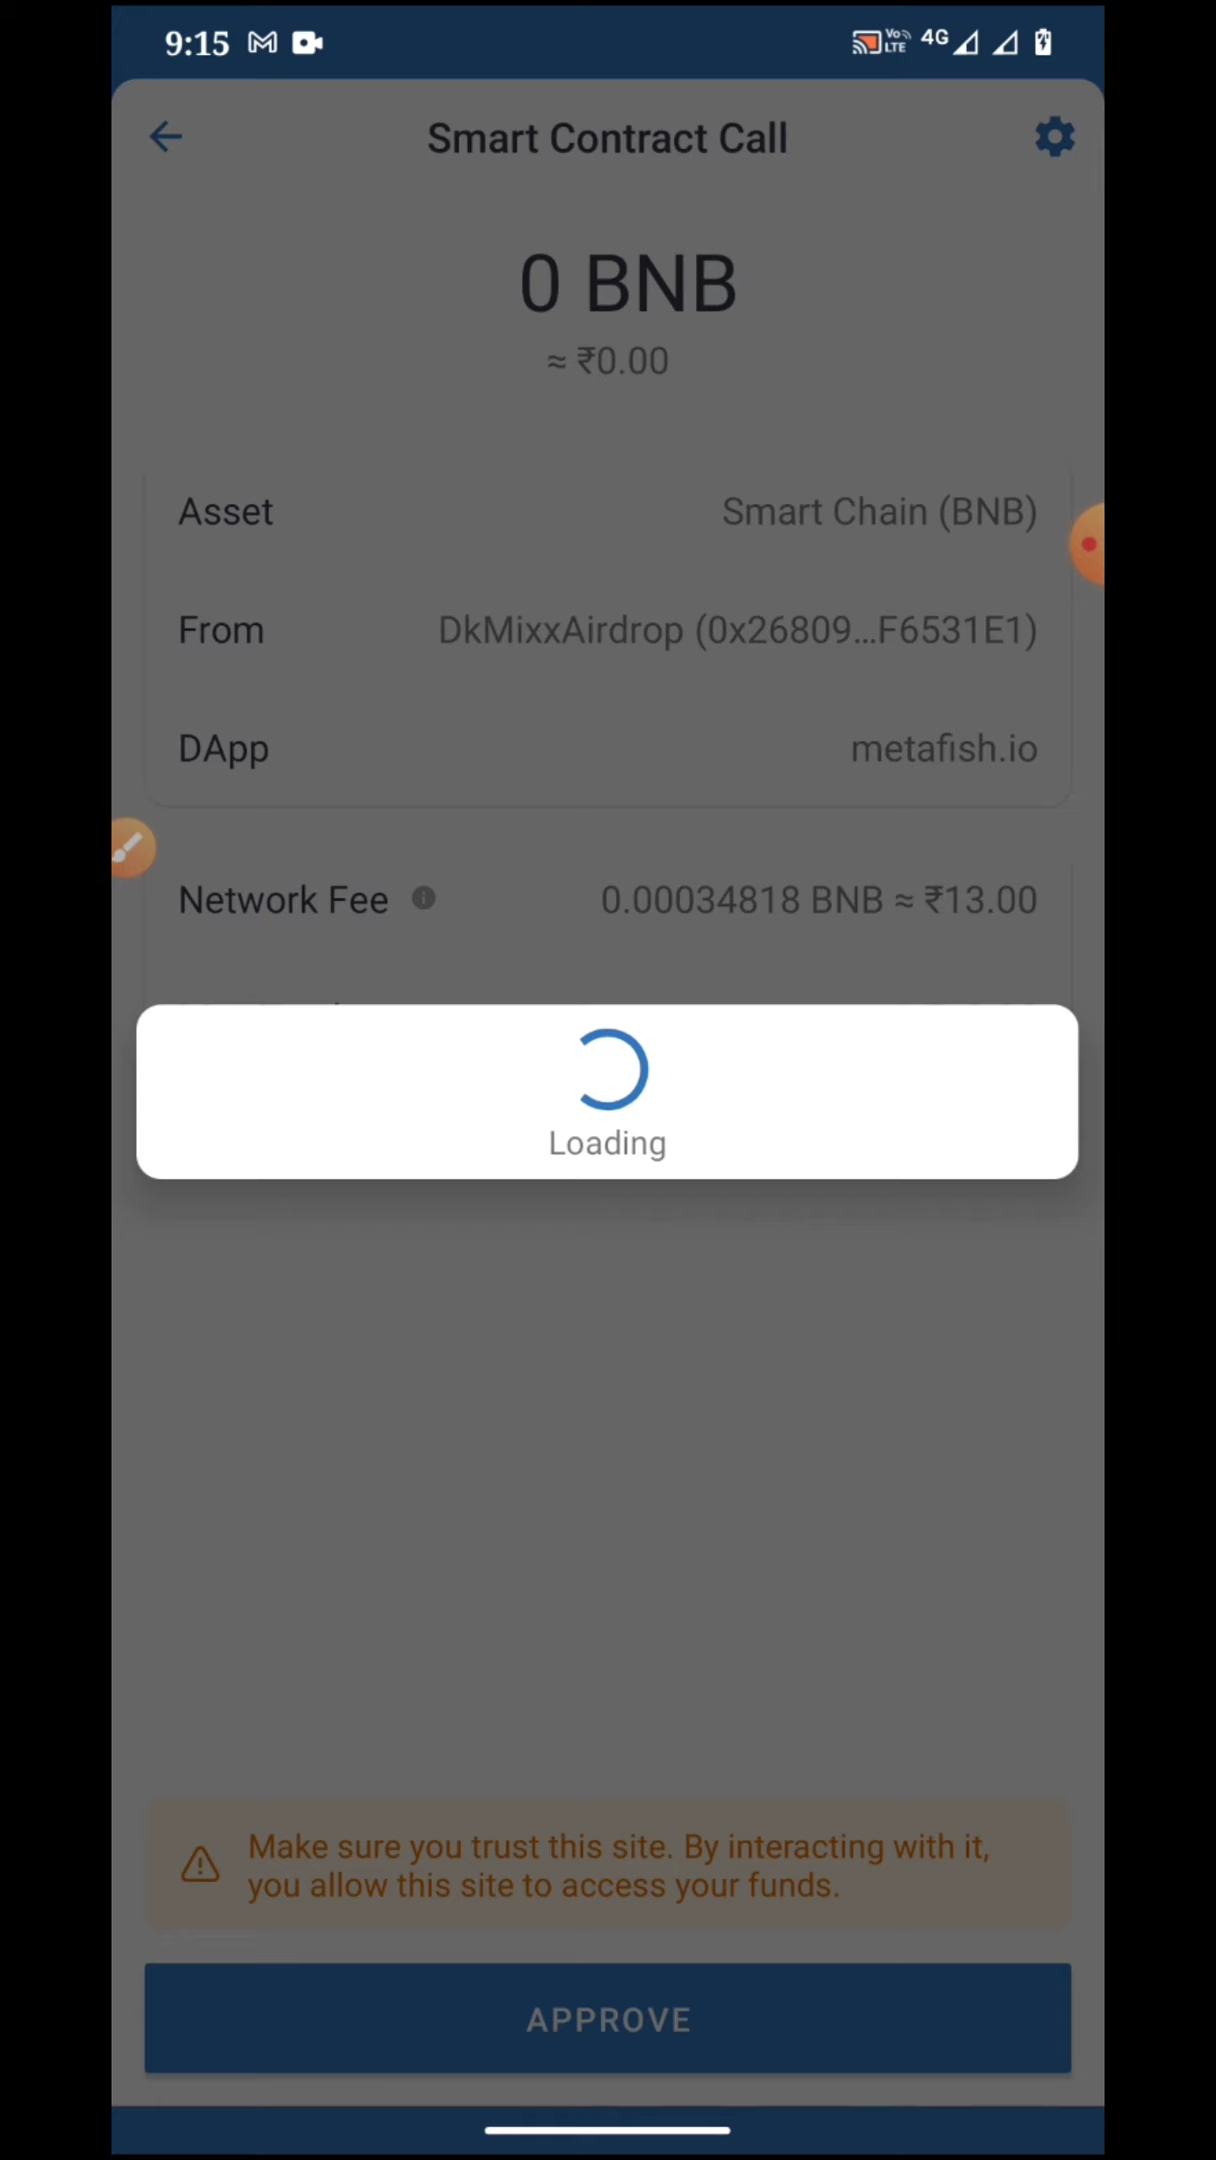 9:15 Vo LTE 4G
Smart Contract Call
0 BNB
≈ ₹0.00
Asset Smart Chain (BNB)
From DkMixxAirdrop (0x26809...F6531E1)
DApp metafish.io
Network Fee 0.00034818 BNB ≈ ₹13.00
Loading
Make sure you trust this site. By interacting with it,
you allow this site to access your funds.
APPROVE